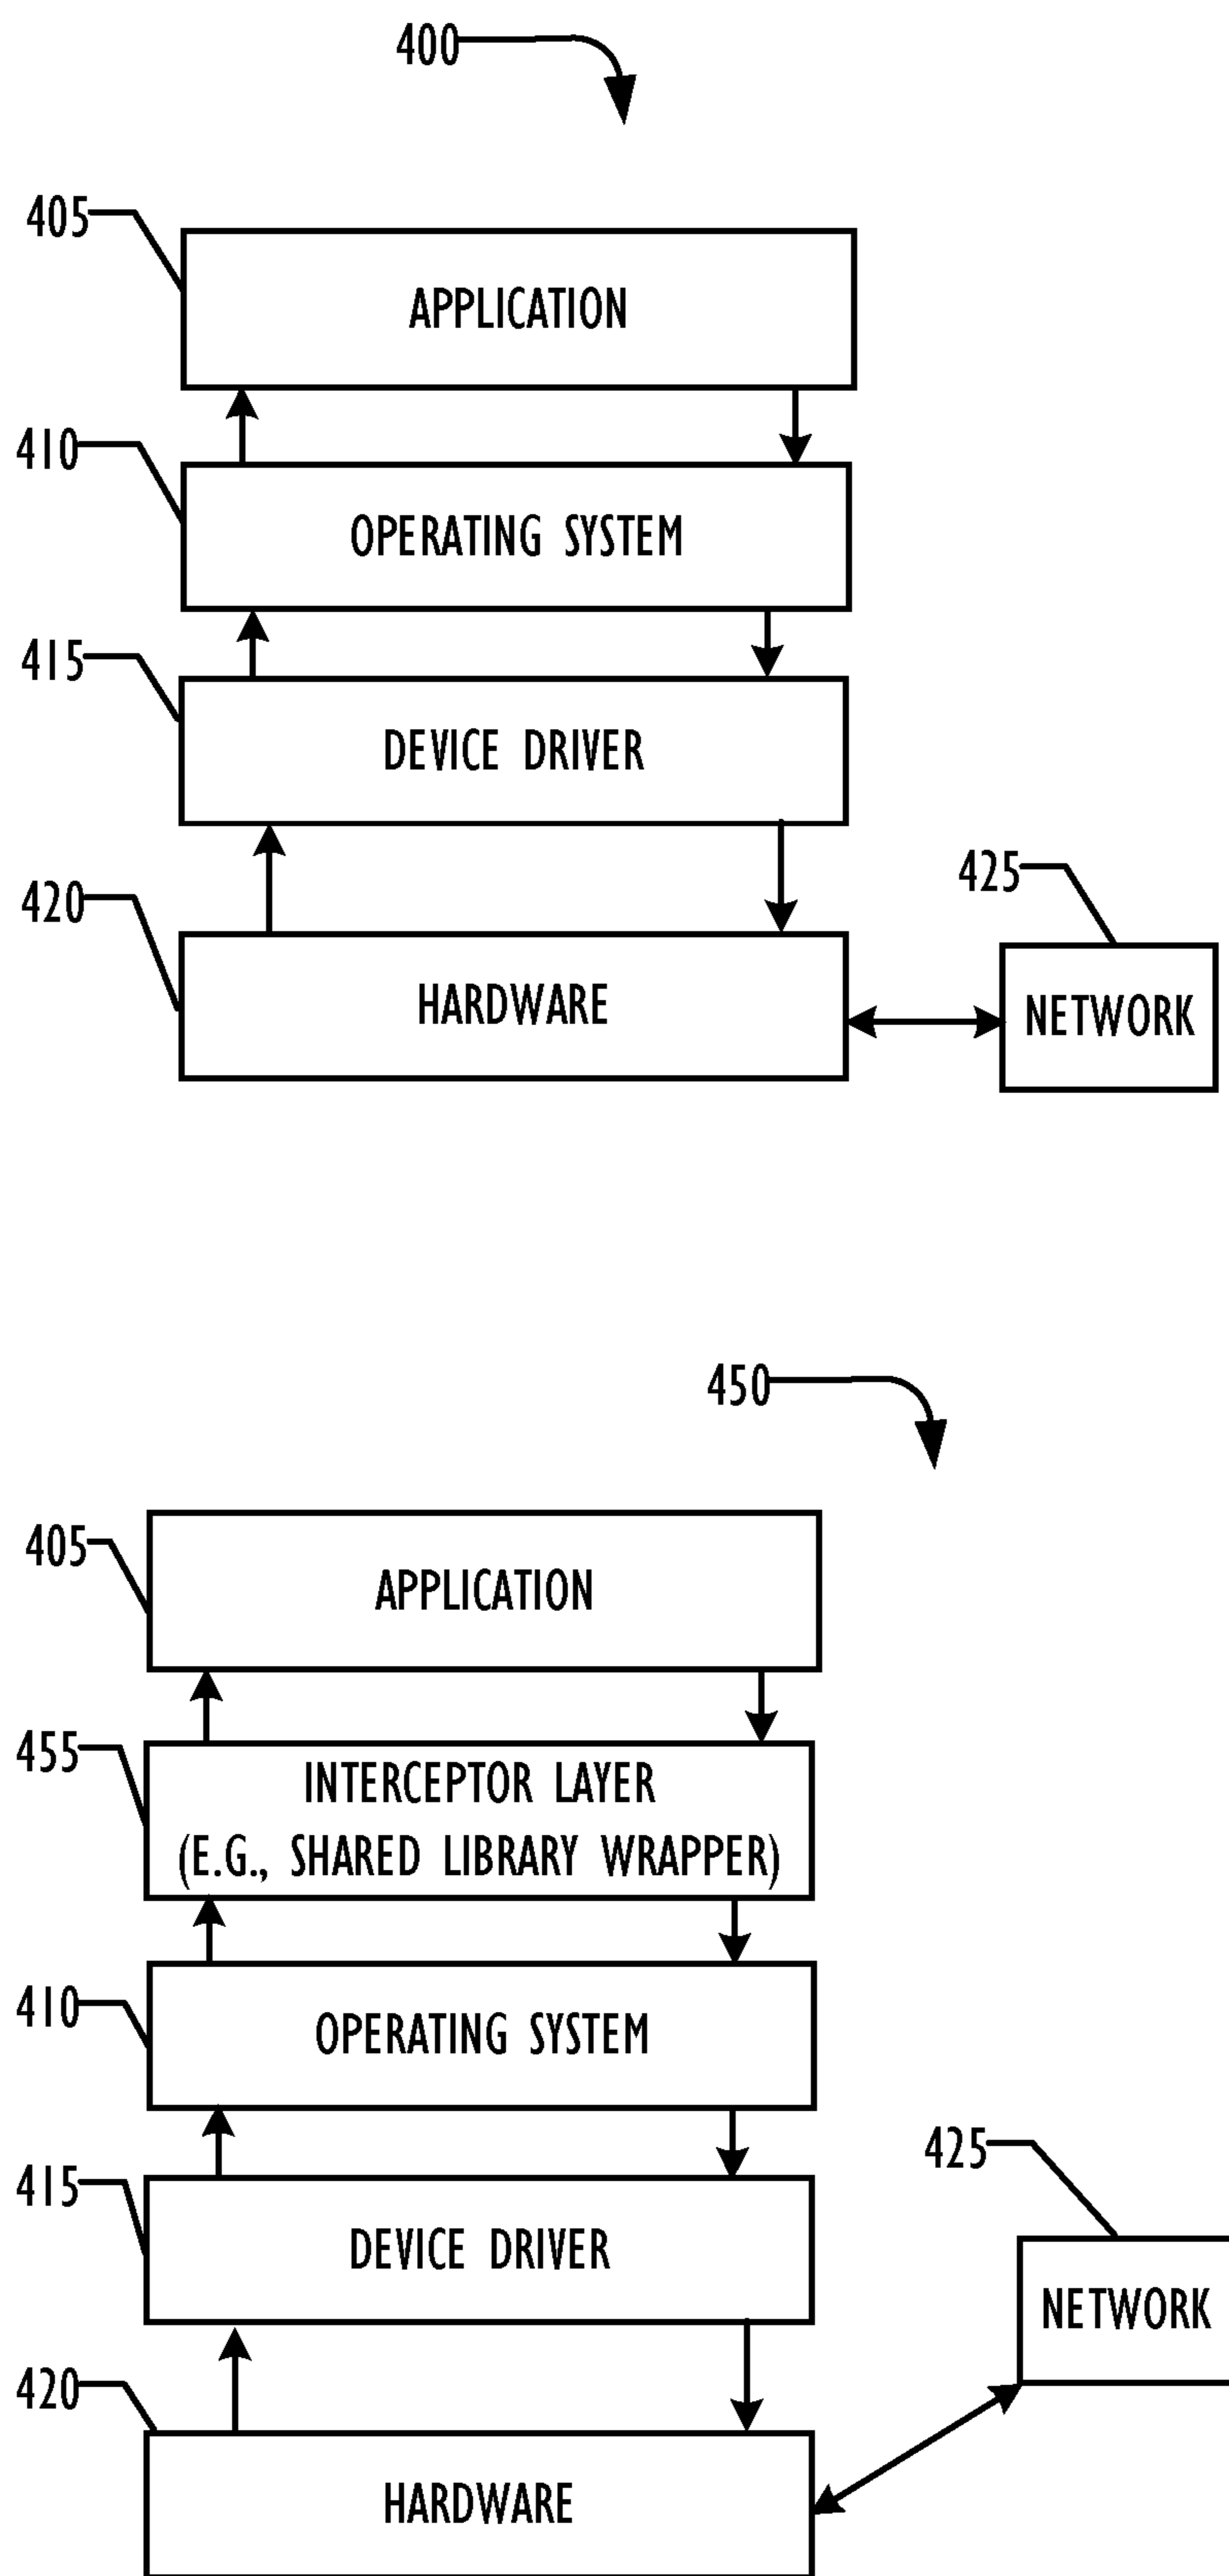 400
405
APPLICATION
410
OPERATING SYSTEM
415
DEVICE DRIVER
420
HARDWARE
425
NETWORK
450
405
APPLICATION
455
INTERCEPTOR LAYER
(E.G., SHARED LIBRARY WRAPPER)
410
OPERATING SYSTEM
415
DEVICE DRIVER
425
NETWORK
420
HARDWARE